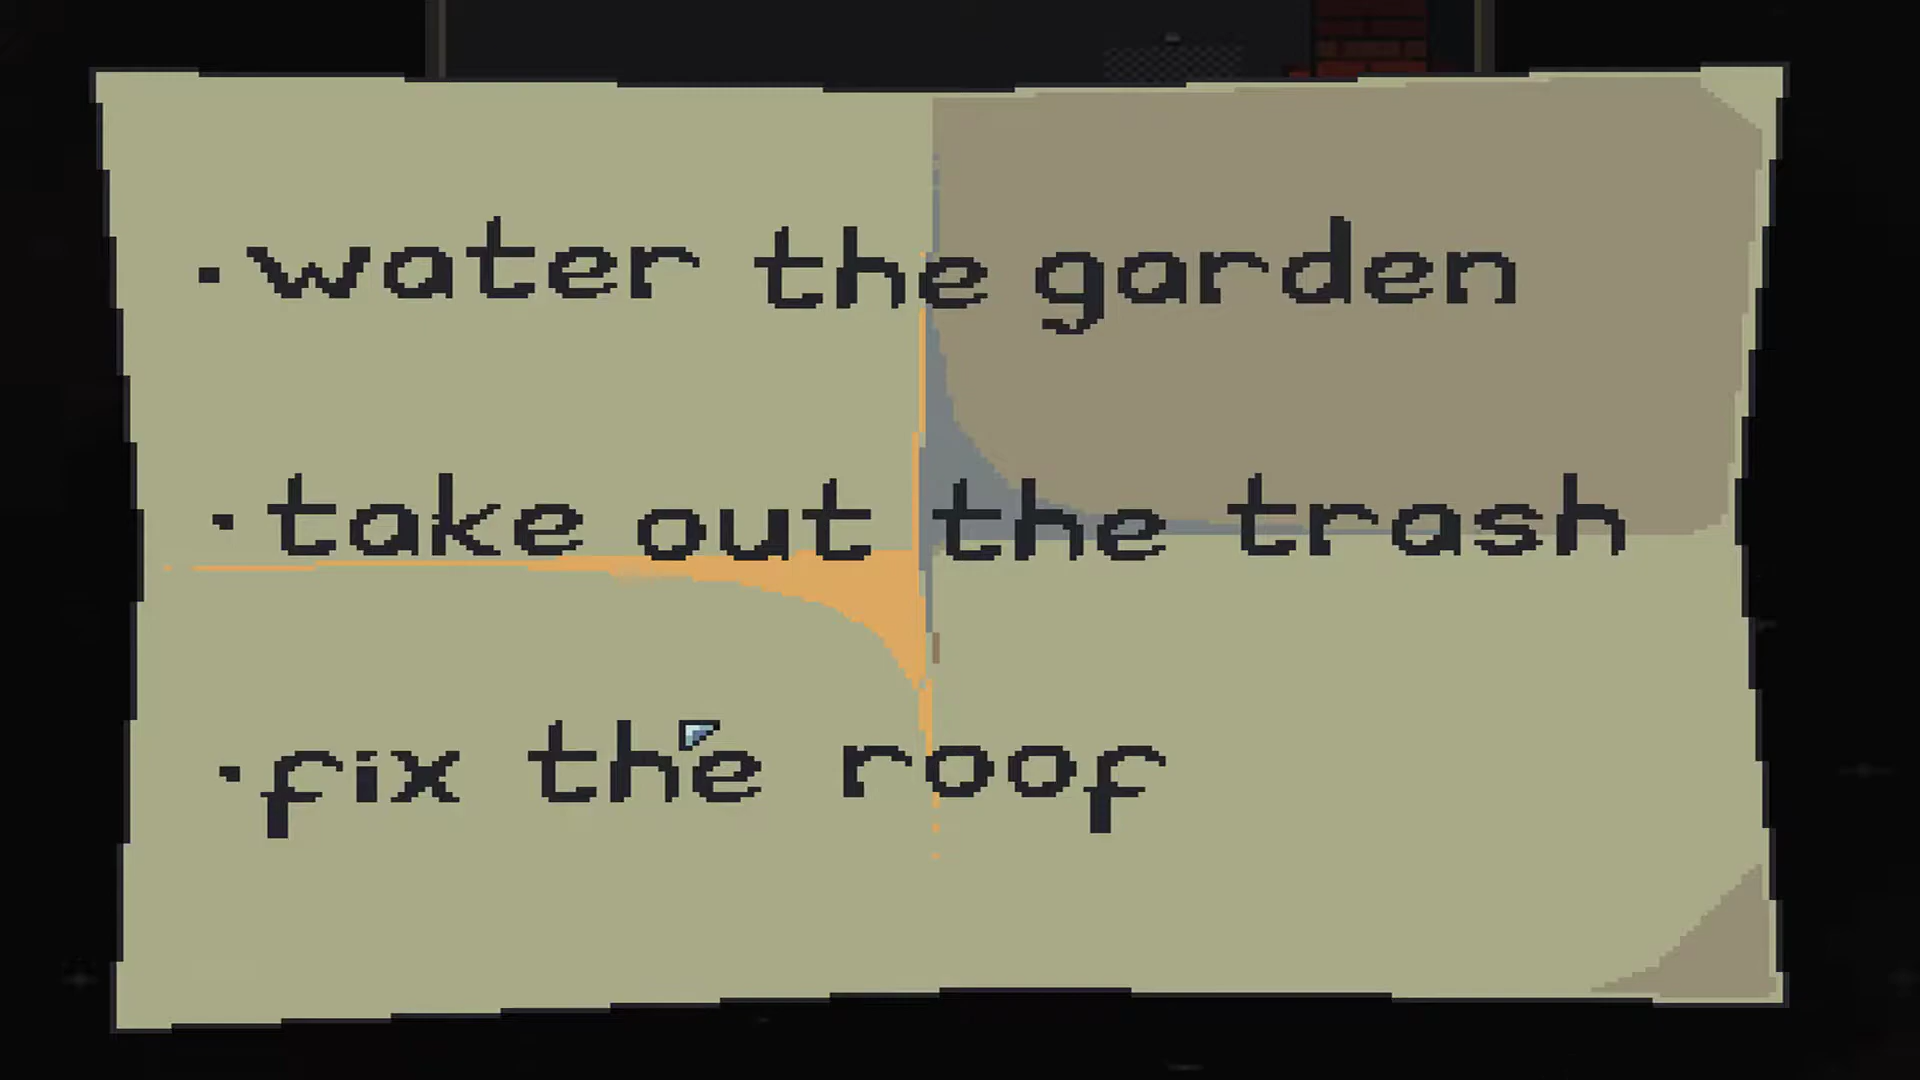 ·water the garden
·take out the trash
·fix the roof